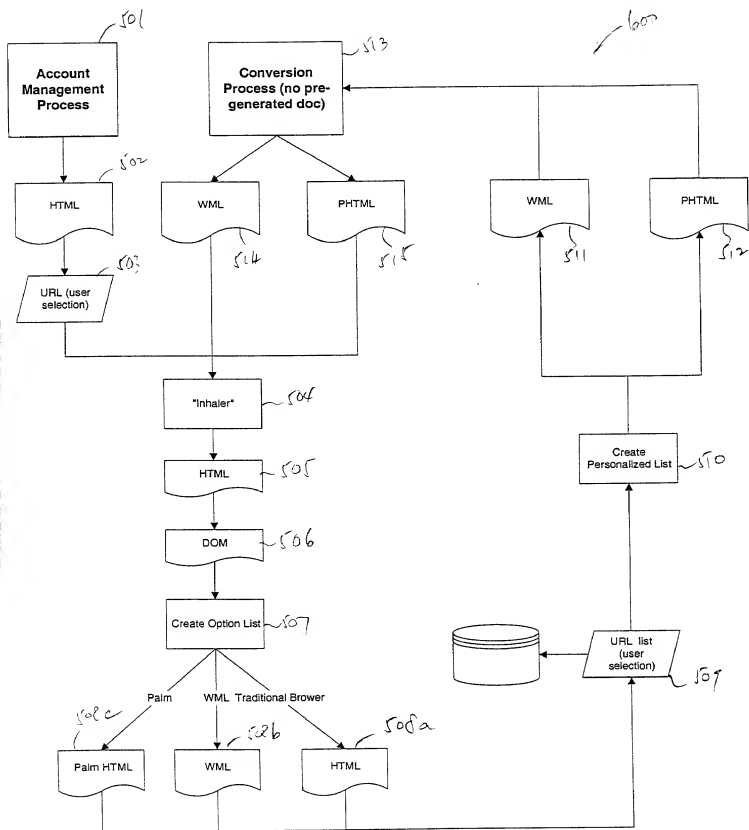 501
Account
Management
Process
513
Conversion
Process (no pre-
generated doc)
600
502
HTML
WML
514
PHTML
515
WML
511
PHTML
512
503
URL (user
selection)
"Inhaler"
504
HTML
505
DOM
506
Create Option List
507
Create
Personalized List
510
URL list
(user
selection)
509
Palm
WML
Traditional Brower
508c
Palm HTML
508b
WML
508a
HTML